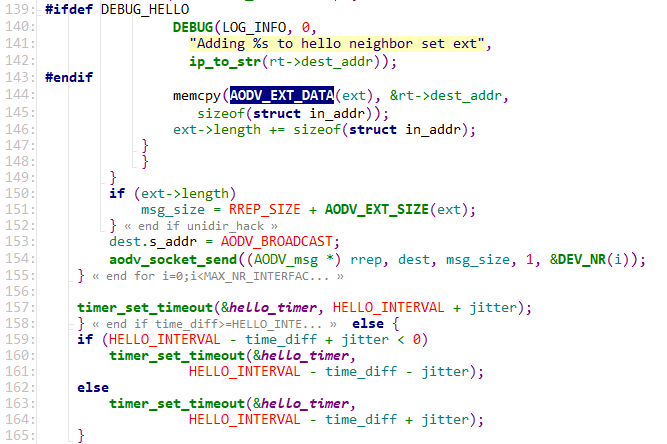 139: #ifdef DEBUG_HELLO
140: DEBUG(LOG_INFO, 0,
141: "Adding %s to hello neighbor set ext",
142: ip_to_str(rt->dest_addr));
143: #endif
144: memcpy(AODV_EXT_DATA(ext), &rt->dest_addr,
145: sizeof(struct in_addr));
146: ext->length += sizeof(struct in_addr);
147: }
148: }
149: }
150: if (ext->length)
151: msg_size = RREP_SIZE + AODV_EXT_SIZE(ext);
152: } « end if unidir_hack »
153: dest.s_addr = AODV_BROADCAST;
154: aodv_socket_send((AODV_msg *) rrep, dest, msg_size, 1, &DEV_NR(i));
155: } « end for i=0;i<MAX_NR_INTERFAC... »
156:
157: timer_set_timeout(&hello_timer, HELLO_INTERVAL + jitter);
158: } « end if time_diff>=HELLO_INTE... » else {
159: if (HELLO_INTERVAL - time_diff + jitter < 0)
160: timer_set_timeout(&hello_timer,
161: HELLO_INTERVAL - time_diff - jitter);
162: else
163: timer_set_timeout(&hello_timer,
164: HELLO_INTERVAL - time_diff + jitter);
165: }